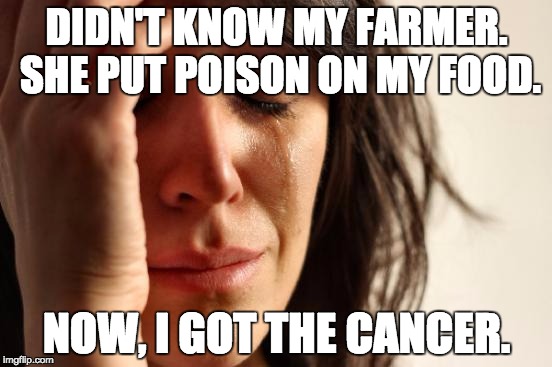 DIDN'T KNOW MY FARMER.
SHE PUT POISON ON MY FOOD.
NOW, I GOT THE CANCER.
imgflip.com